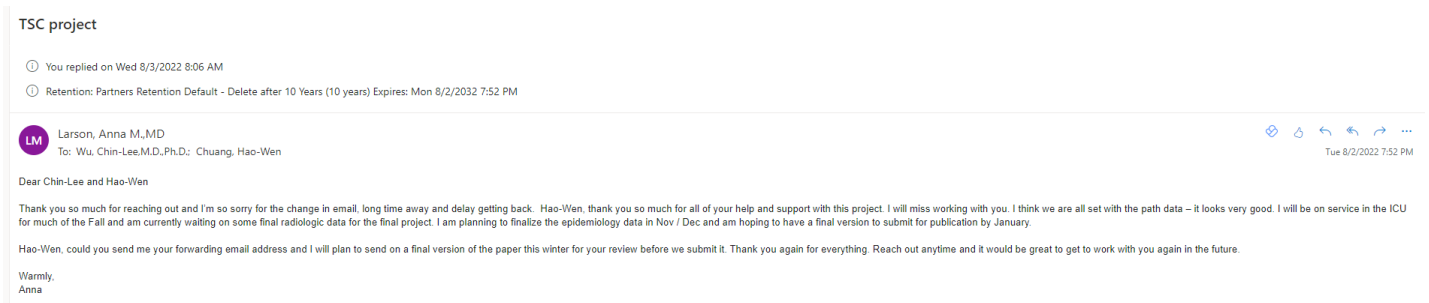 TSC project
You replied on Wed 8/3/2022 8:06 AM
Retention: Partners Retention Default - Delete after 10 Years (10 years) Expires: Mon 8/2/2032 7:52 PM
LM
Larson, Anna M.,MD
To: Wu, Chin-Lee,M.D.,Ph.D.; Chuang, Hao-Wen
Tue 8/2/2022 7:52 PM
Dear Chin-Lee and Hao-Wen
Thank you so much for reaching out and I'm so sorry for the change in email, long time away and delay getting back. Hao-Wen, thank you so much for all of your help and support with this project. I will miss working with you. I think we are all set with the path data – it looks very good. I will be on service in the ICU
for much of the Fall and am currently waiting on some final radiologic data for the final project. I am planning to finalize the epidemiology data in Nov / Dec and am hoping to have a final version to submit for publication by January.
Hao-Wen, could you send me your forwarding email address and I will plan to send on a final version of the paper this winter for your review before we submit it. Thank you again for everything. Reach out anytime and it would be great to get to work with you again in the future.
Warmly,
Anna